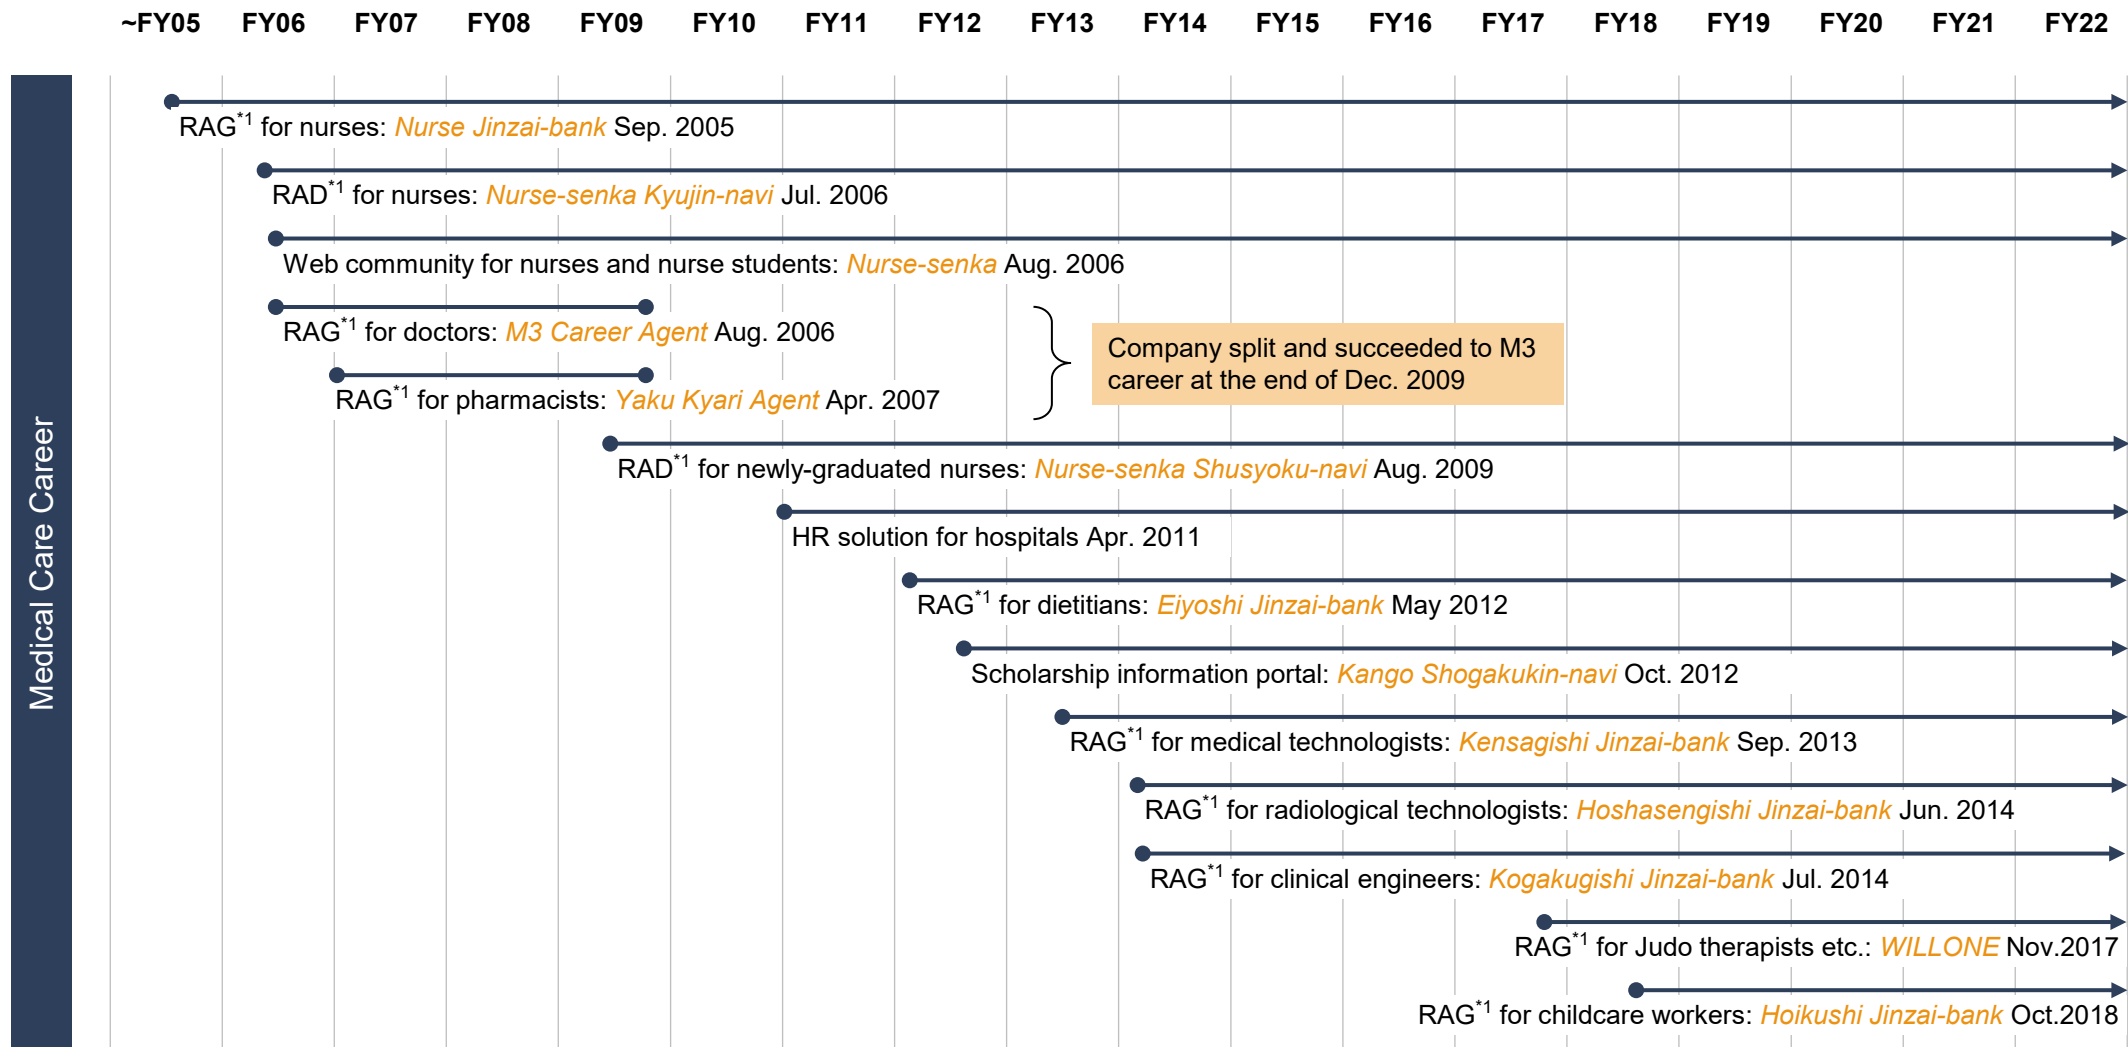 ~FY05 FY06 FY07 FY08 FY09 FY10 FY11 FY12 FY13 FY14 FY15 FY16 FY17 FY18 FY19 FY20 FY21 FY22
Medical Care Career
RAG*1 for nurses: Nurse Jinzai-bank Sep. 2005
RAD*1 for nurses: Nurse-senka Kyujin-navi Jul. 2006
Web community for nurses and nurse students: Nurse-senka Aug. 2006
RAG*1 for doctors: M3 Career Agent Aug. 2006
RAG*1 for pharmacists: Yaku Kyari Agent Apr. 2007
Company split and succeeded to M3
career at the end of Dec. 2009
RAD*1 for newly-graduated nurses: Nurse-senka Shusyoku-navi Aug. 2009
HR solution for hospitals Apr. 2011
RAG*1 for dietitians: Eiyoshi Jinzai-bank May 2012
Scholarship information portal: Kango Shogakukin-navi Oct. 2012
RAG*1 for medical technologists: Kensagishi Jinzai-bank Sep. 2013
RAG*1 for radiological technologists: Hoshasengishi Jinzai-bank Jun. 2014
RAG*1 for clinical engineers: Kogakugishi Jinzai-bank Jul. 2014
RAG*1 for Judo therapists etc.: WILLONE Nov.2017
RAG*1 for childcare workers: Hoikushi Jinzai-bank Oct.2018